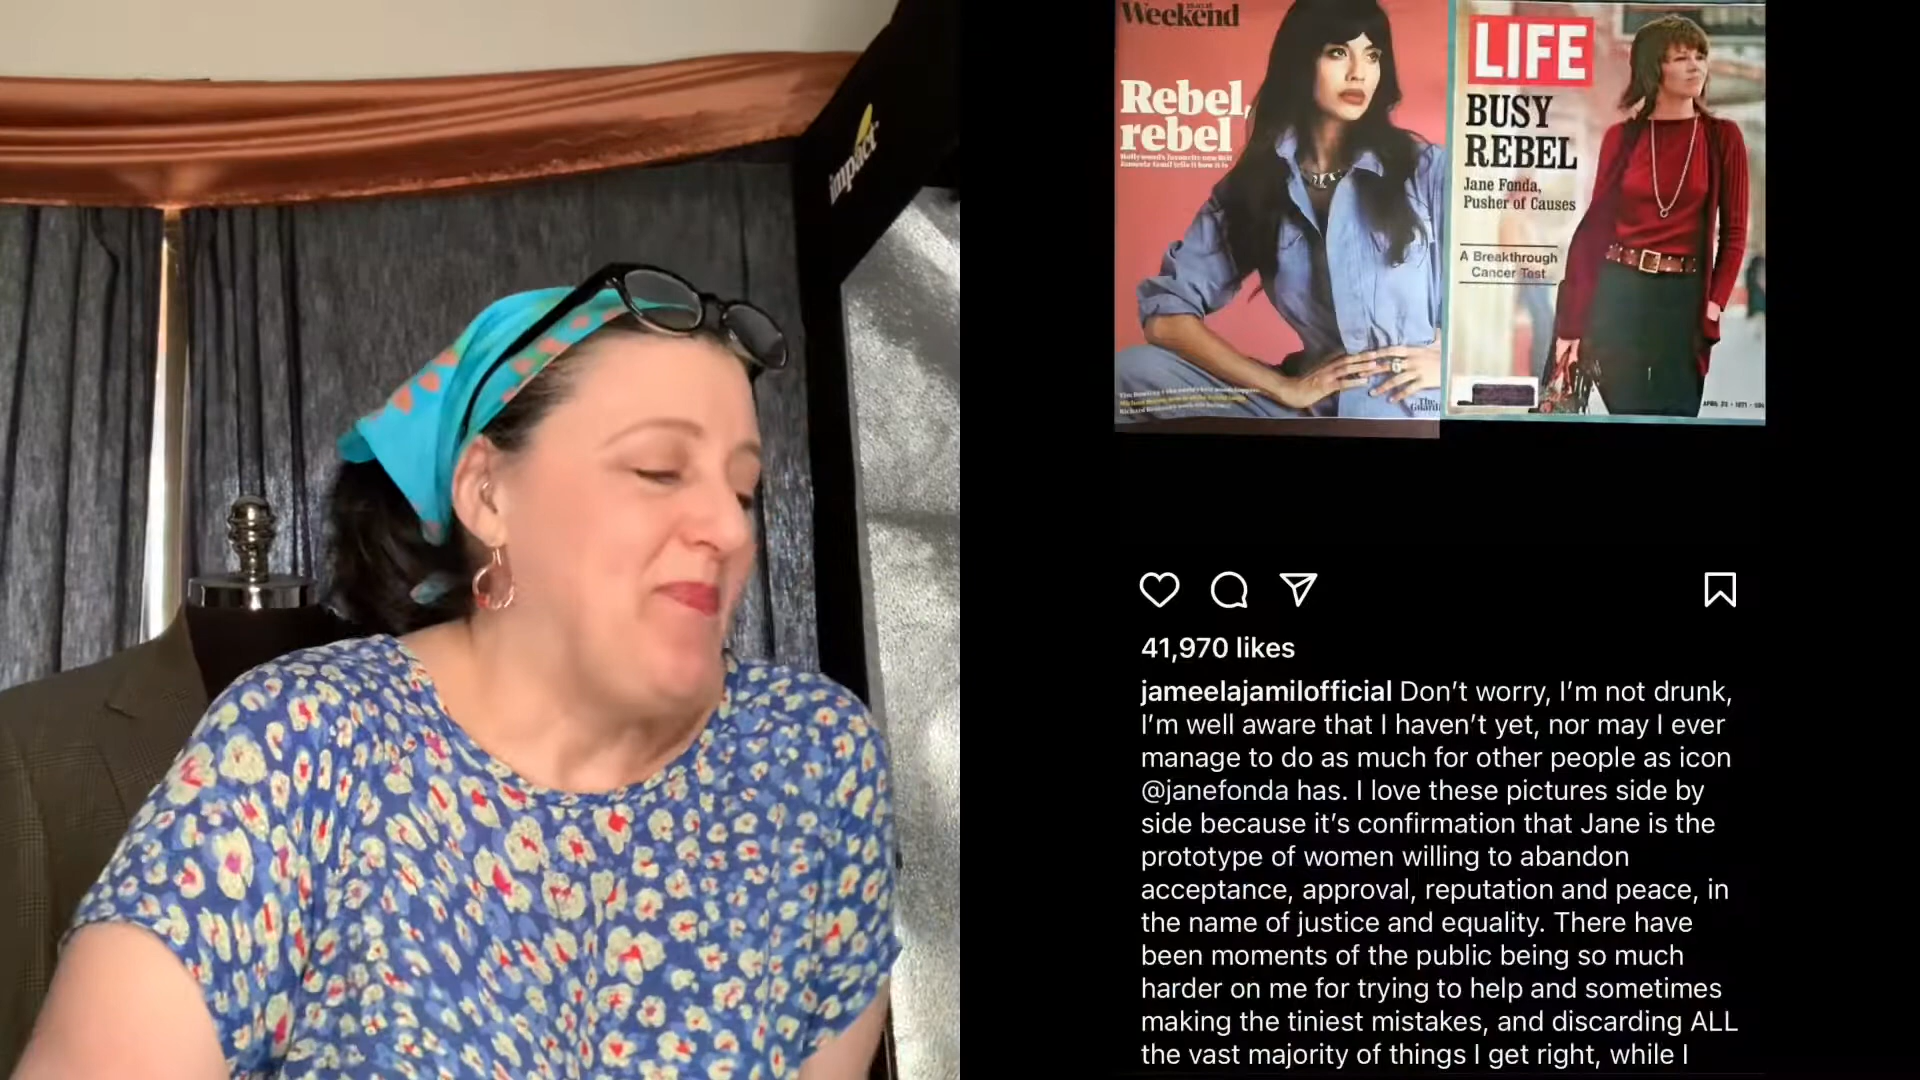 impact
Weekend
Rebel,
rebel
LIFE
BUSY
REBEL
Jane Fonda,
Pusher of Causes
A Breakthrough
Cancer Test
41,970 likes
jameelajamilofficial Don't worry, I'm not drunk,
I'm well aware that I haven't yet, nor may I ever
manage to do as much for other people as icon
@janefonda has. I love these pictures side by
side because it's confirmation that Jane is the
prototype of women willing to abandon
acceptance, approval, reputation and peace, in
the name of justice and equality. There have
been moments of the public being so much
harder on me for trying to help and sometimes
making the tiniest mistakes, and discarding ALL
the vast majority of things I get right, while I